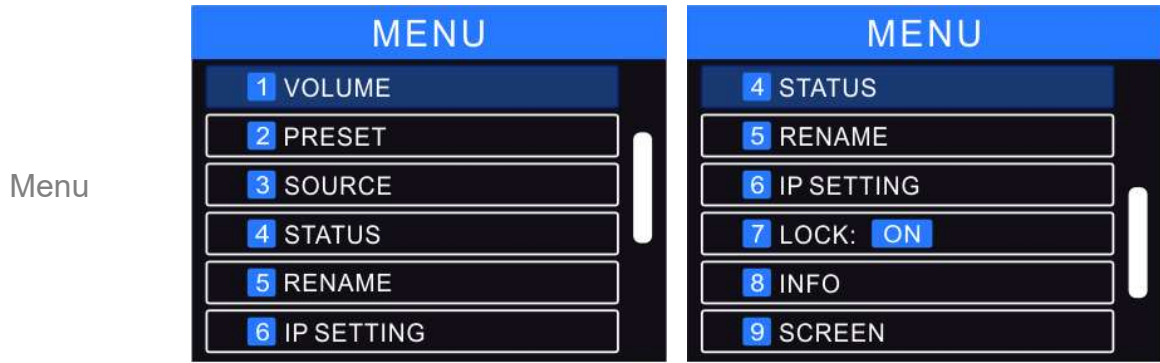 Menu
MENU
1 VOLUME
2 PRESET
3 SOURCE
4 STATUS
5 RENAME
6 IP SETTING
MENU
4 STATUS
5 RENAME
6 IP SETTING
7 LOCK: ON
8 INFO
9 SCREEN